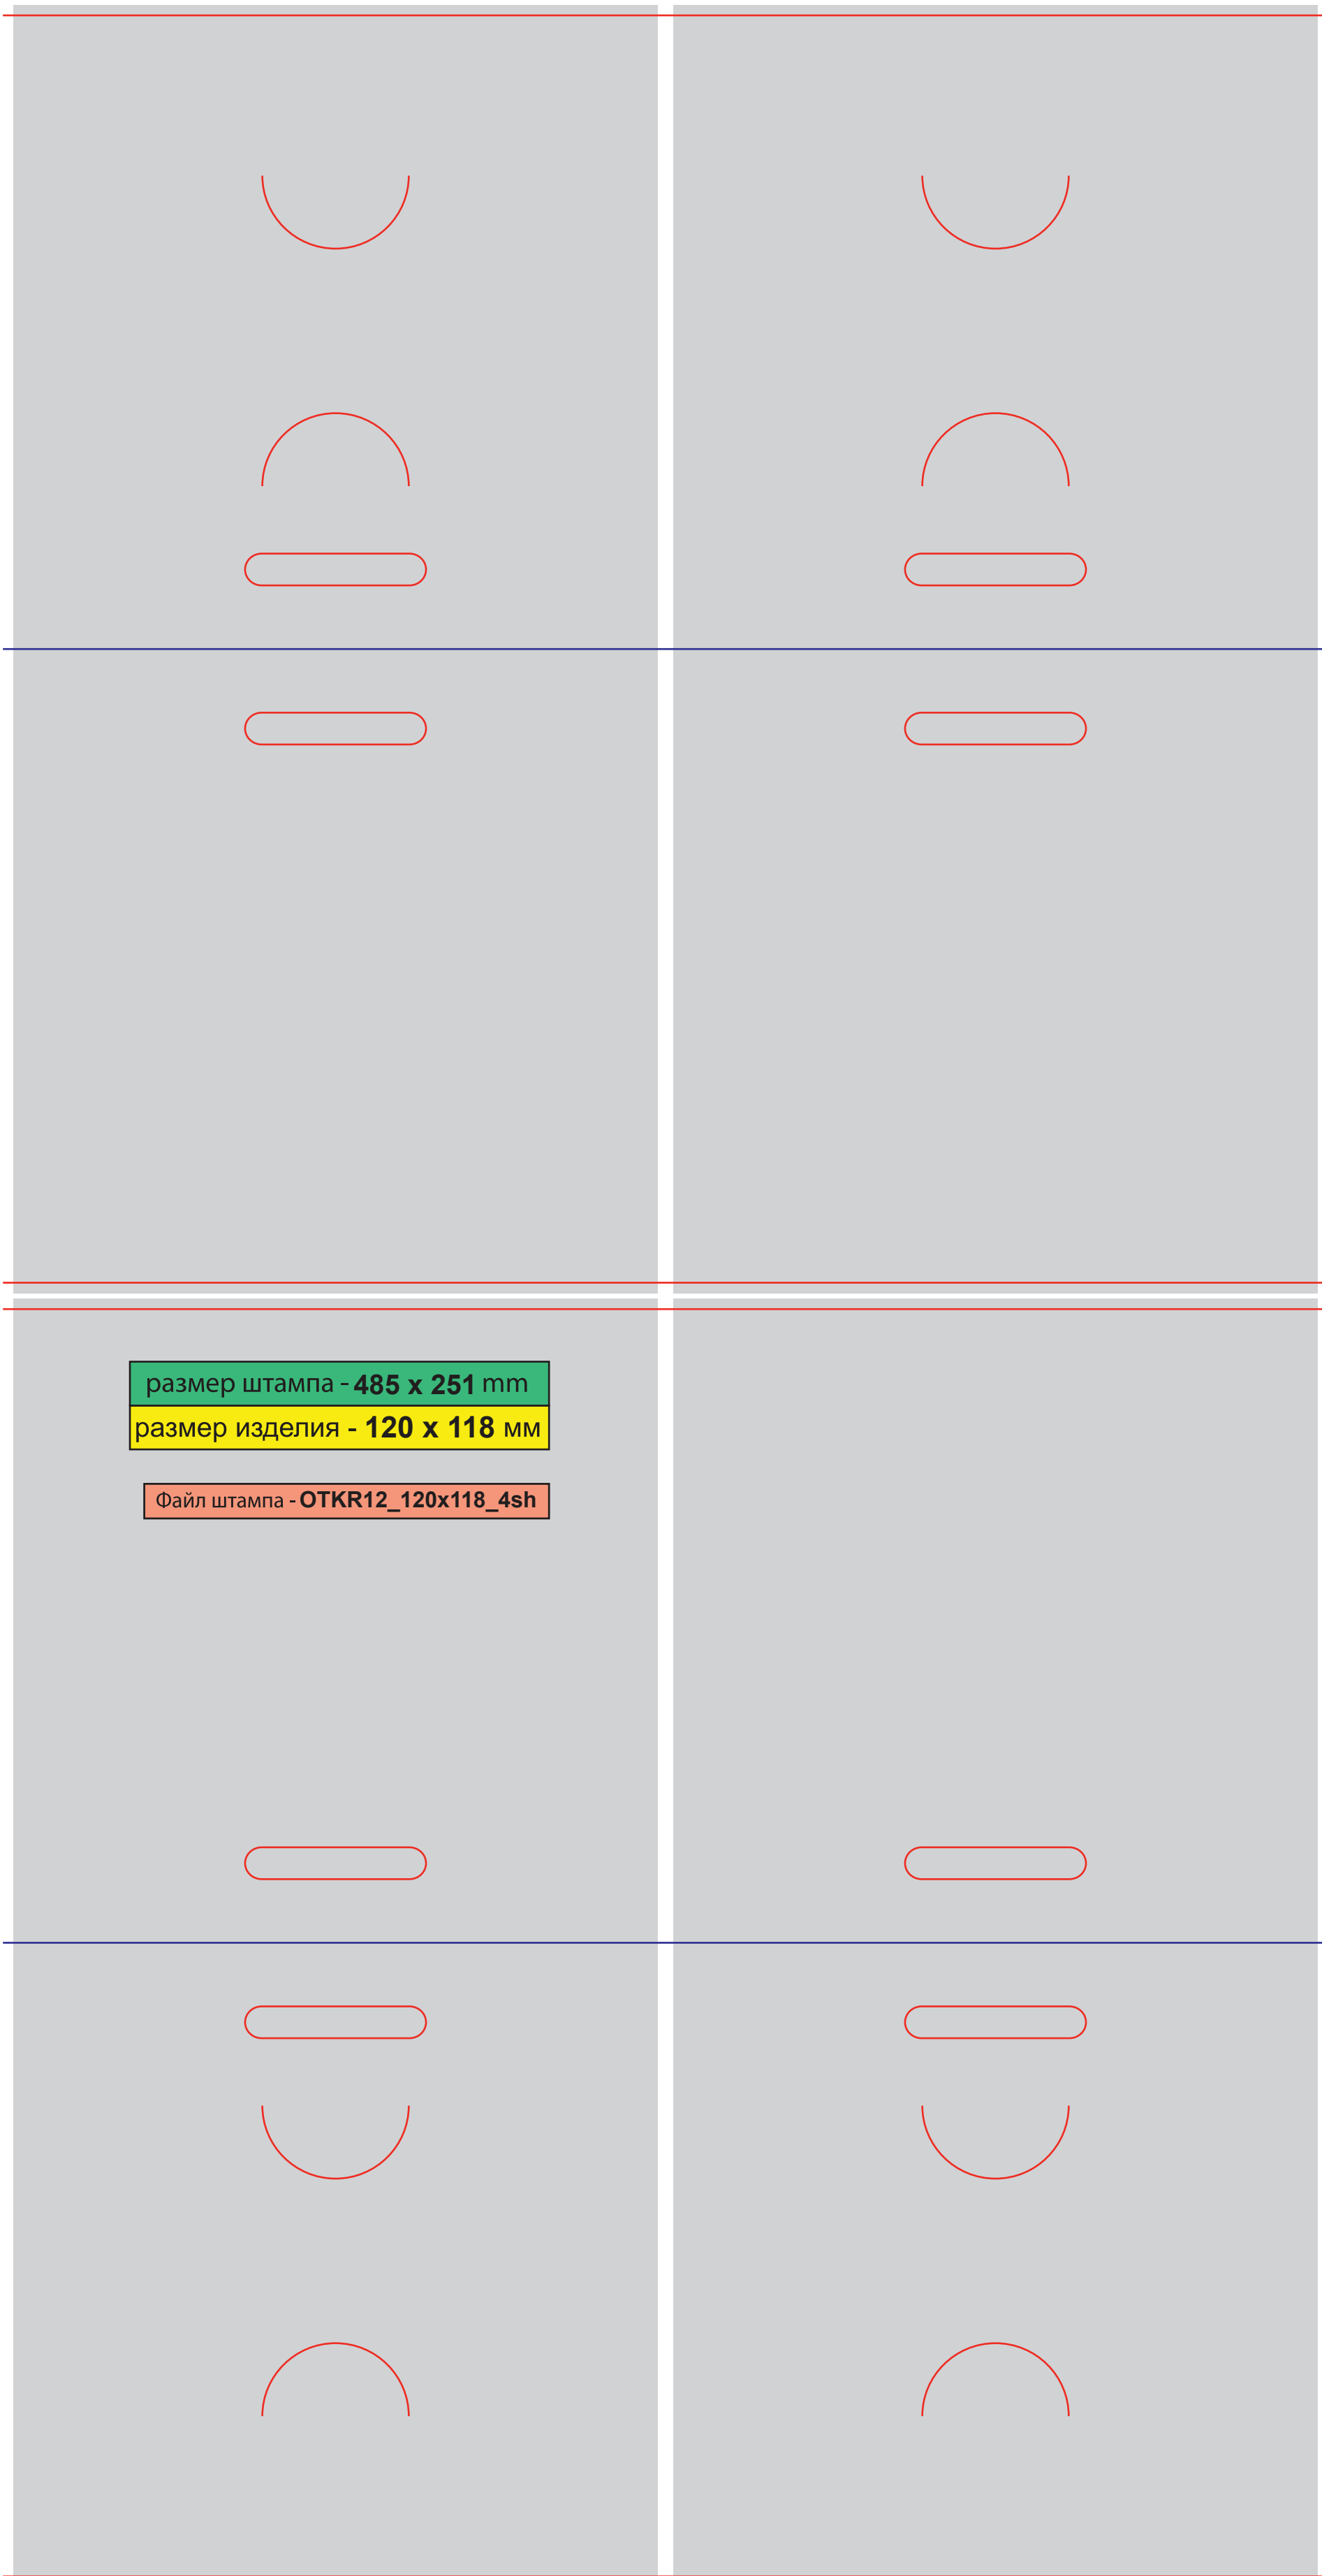 размер штампа - 485 x 251 mm
размер изделия - 120 x 118 мм
Файл штампа - OTKR12_120x118_4sh